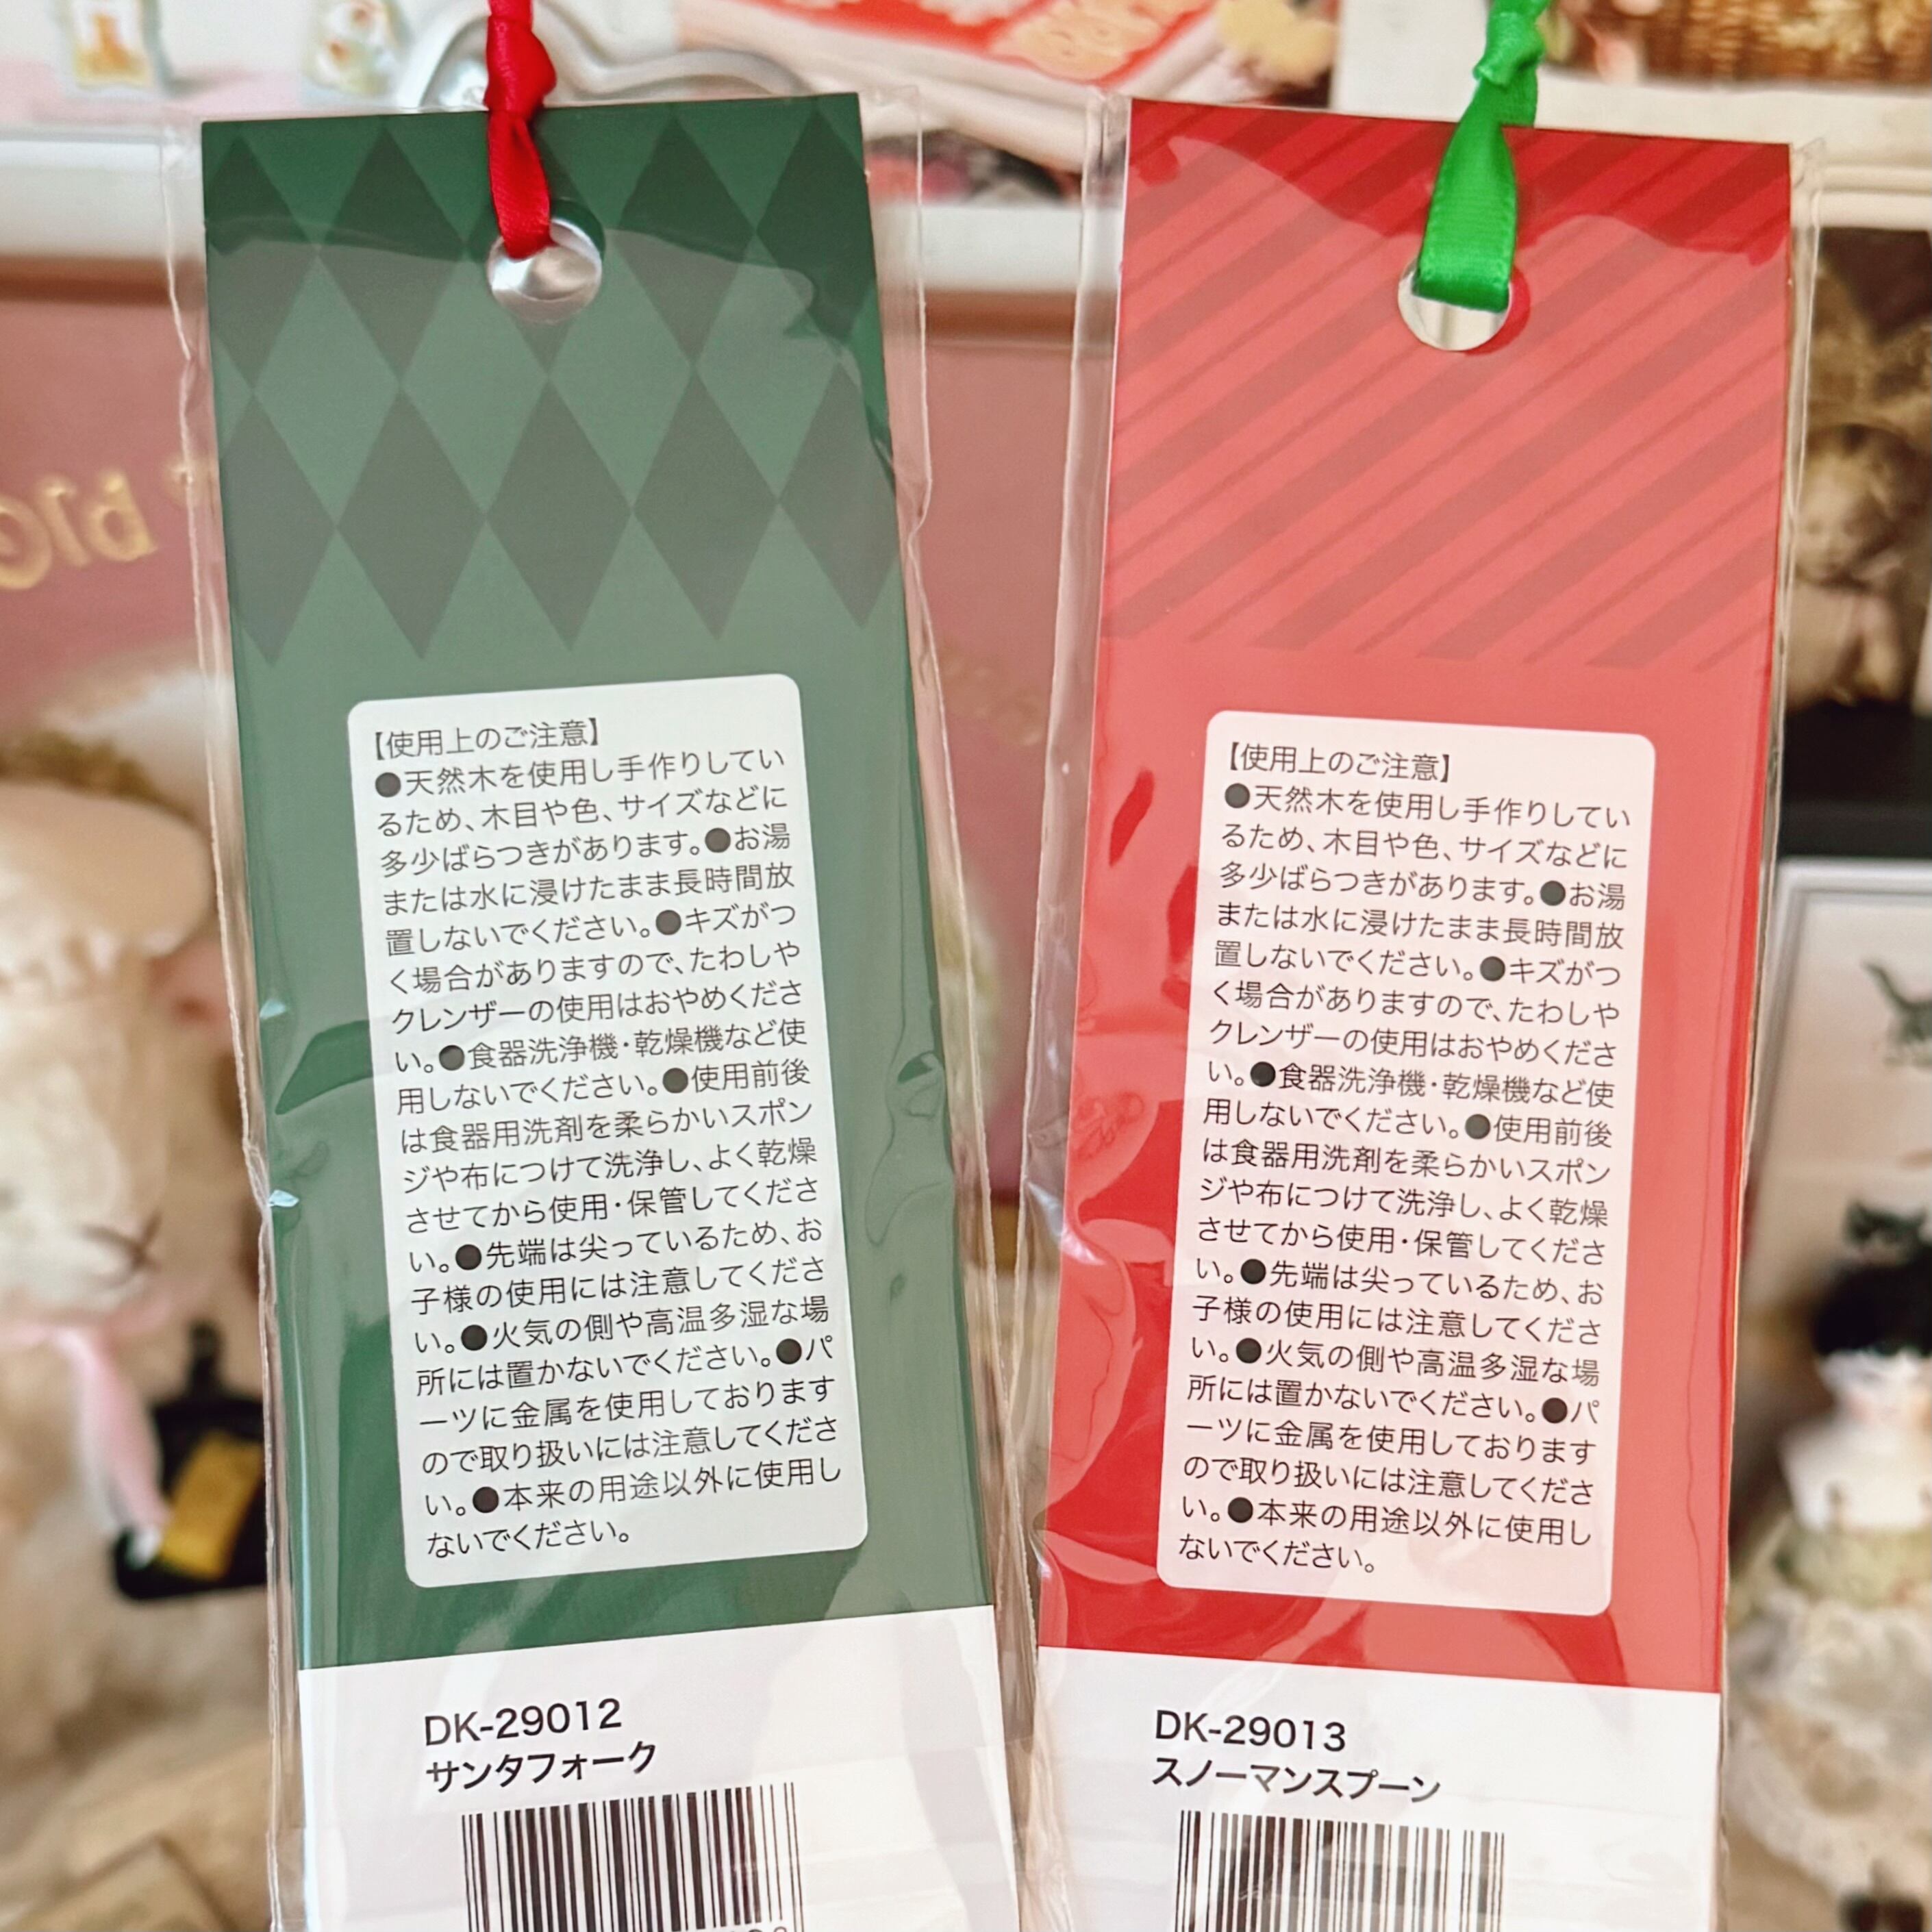 【使用上のご注意】
●天然木を使用し手作りしてい
るため、木目や色、サイズなどに
多少ばらつきがあります。●お湯
または水に浸けたまま長時間放
置しないでください。●キズがつ
く場合がありますので、たわしや
クレンザーの使用はおやめくださ
い。●食器洗浄機・乾燥機など使
用しないでください。●使用前後
は食器用洗剤を柔らかいスポン
ジや布につけて洗浄し、よく乾燥
させてから使用・保管してくださ
い。●先端は尖っているため、お
子様の使用には注意してくださ
い。●火気の側や高温多湿な場
所には置かないでください。●パ
ーツに金属を使用しております
ので取り扱いには注意してくださ
い。●本来の用途以外に使用し
ないでください。
DK-29012
サンタフォーク
【使用上のご注意】
●天然木を使用し手作りしてい
るため、木目や色、サイズなどに
多少ばらつきがあります。●お湯
または水に浸けたまま長時間放
置しないでください。●キズがつ
く場合がありますので、たわしや
クレンザーの使用はおやめくださ
い。●食器洗浄機・乾燥機など使
用しないでください。●使用前後
は食器用洗剤を柔らかいスポン
ジや布につけて洗浄し、よく乾燥
させてから使用・保管してくださ
い。●先端は尖っているため、お
子様の使用には注意してくださ
い。●火気の側や高温多湿な場
所には置かないでください。●パ
ーツに金属を使用しております
ので取り扱いには注意してくださ
い。●本来の用途以外に使用し
ないでください。
DK-29013
スノーマンスプーン